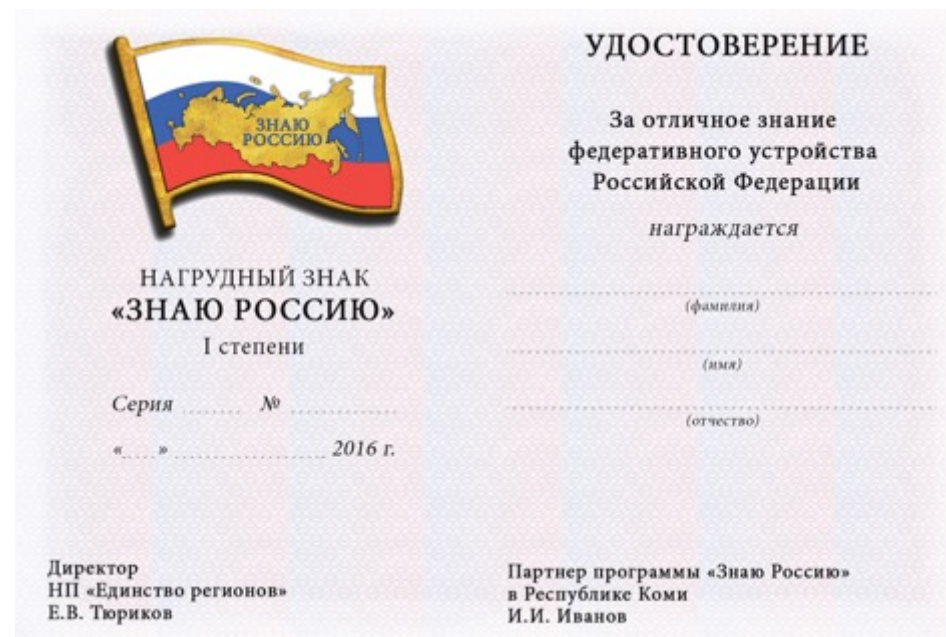 ЗНАЮ
РОССИЮ
НАГРУДНЫЙ ЗНАК
«ЗНАЮ РОССИЮ»
I степени
Серия ........ № ................
«.....» ........................ 2016 г.
Директор
НП «Единство регионов»
Е.В. Тюриков
УДОСТОВЕРЕНИЕ
За отличное знание
федеративного устройства
Российской Федерации
награждается
(фамилия)
(имя)
(отчество)
Партнер программы «Знаю Россию»
в Республике Коми
И.И. Иванов